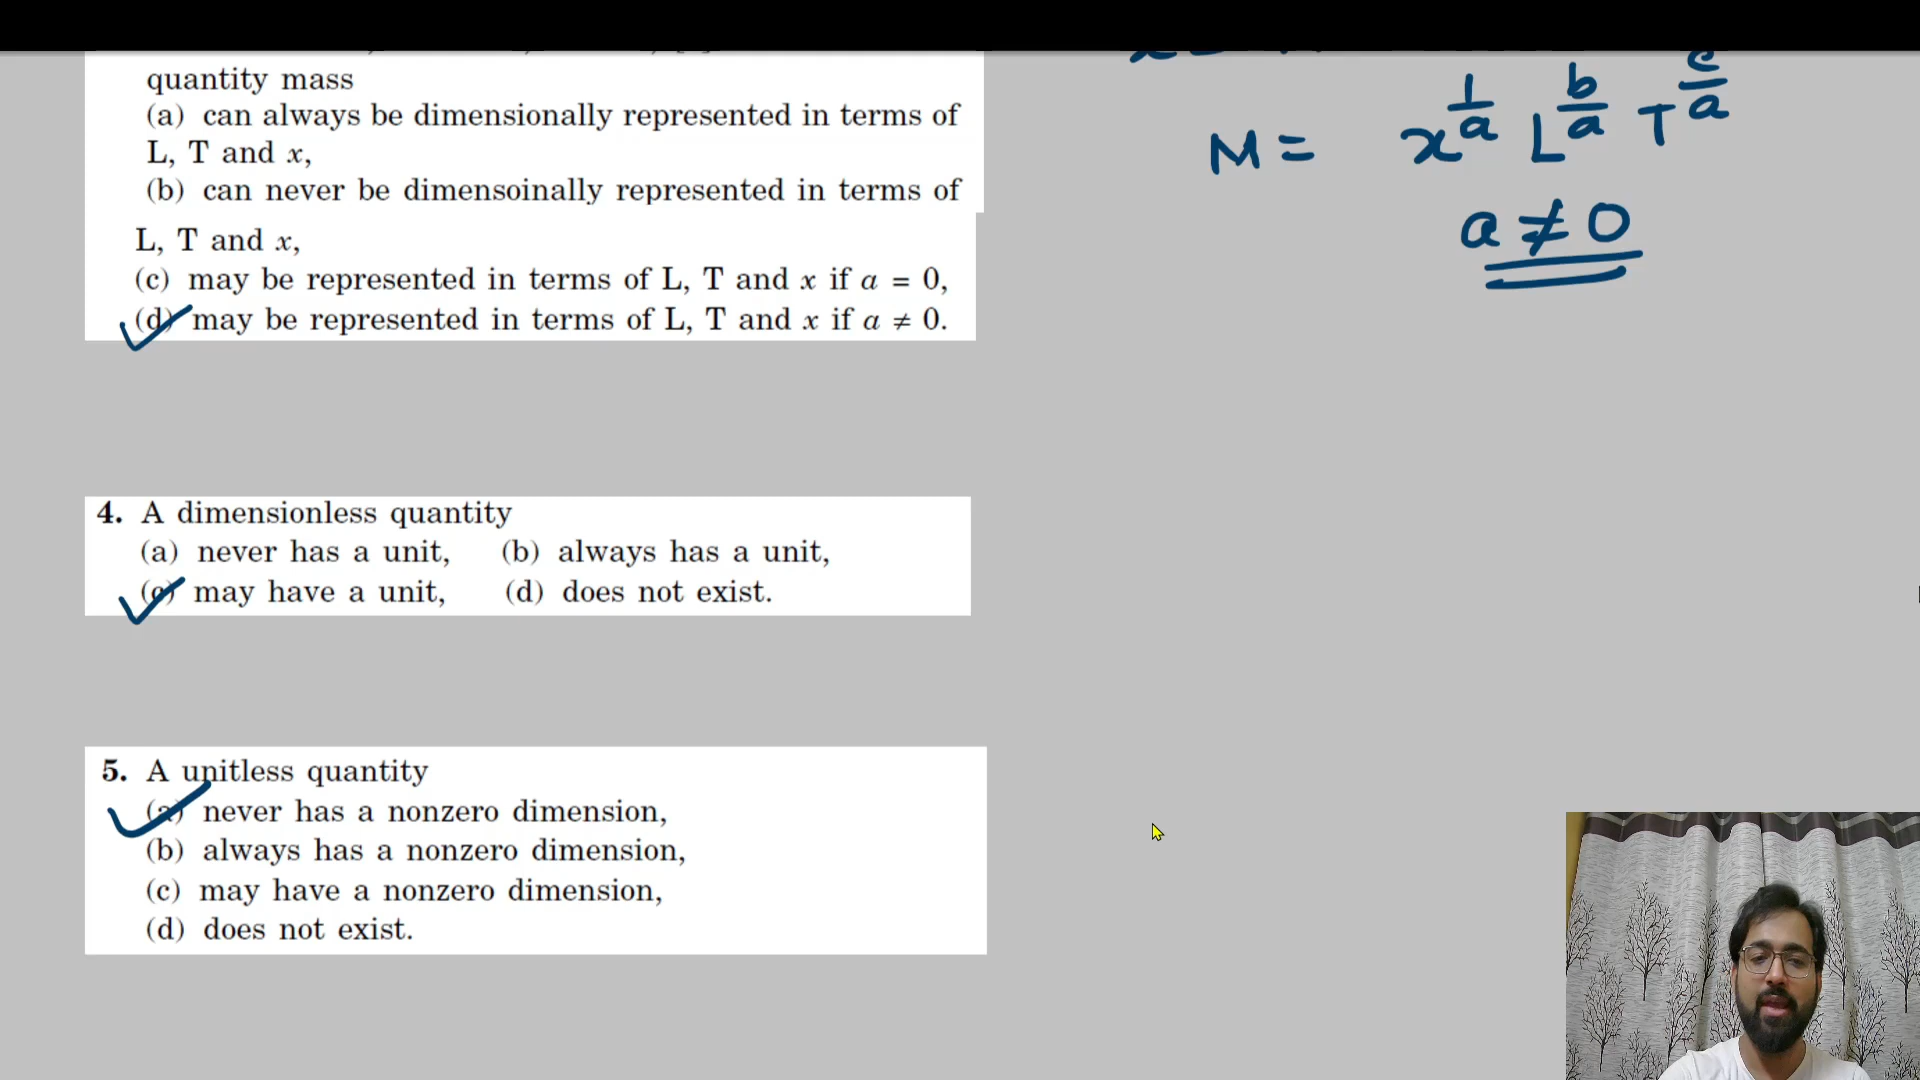 quantity mass
(a) can always be dimensionally represented in terms of
L, T and x,
(b) can never be dimensoinally represented in terms of
L, T and x,
(c) may be represented in terms of L, T and x if a = 0,
(d) may be represented in terms of L, T and x if a ≠ 0.
M = x^{1/a} L^{b/a} T^{c/a}
a ≠ 0
4. A dimensionless quantity
(a) never has a unit, (b) always has a unit,
(c) may have a unit, (d) does not exist.
5. A unitless quantity
(a) never has a nonzero dimension,
(b) always has a nonzero dimension,
(c) may have a nonzero dimension,
(d) does not exist.